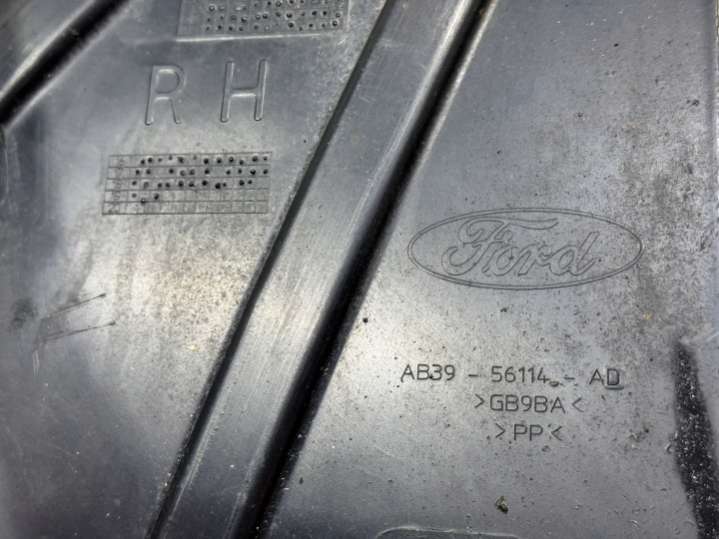 RH
Ford
AB39 - 56114 - AD
>GB9BA<
>PP<